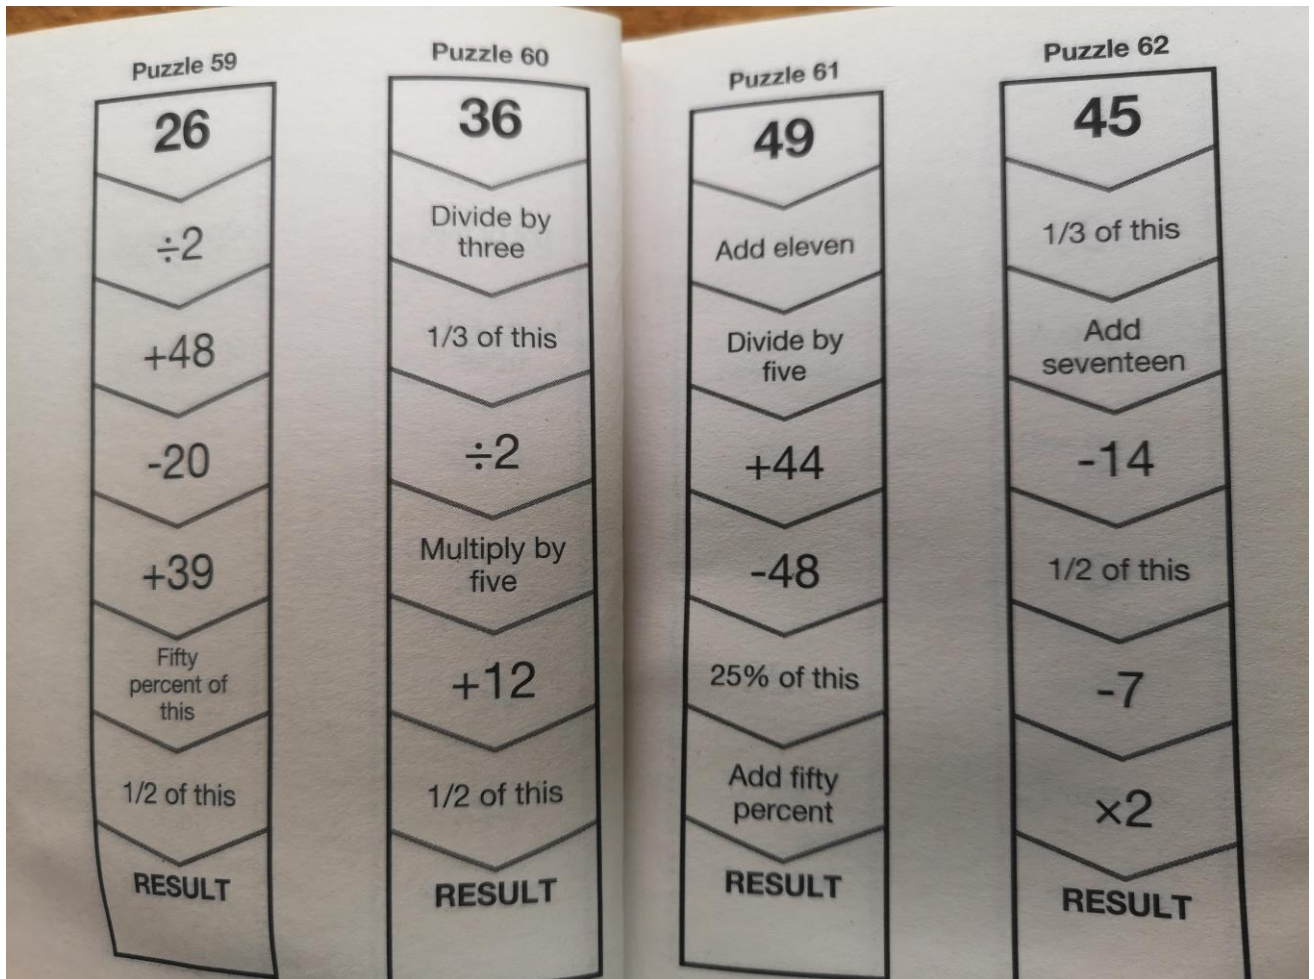 Puzzle 59
26
÷2
+48
-20
+39
Fifty
percent of
this
1/2 of this
RESULT
Puzzle 60
36
Divide by
three
1/3 of this
÷2
Multiply by
five
+12
1/2 of this
RESULT
Puzzle 61
49
Add eleven
Divide by
five
+44
-48
25% of this
Add fifty
percent
RESULT
Puzzle 62
45
1/3 of this
Add
seventeen
-14
1/2 of this
-7
×2
RESULT